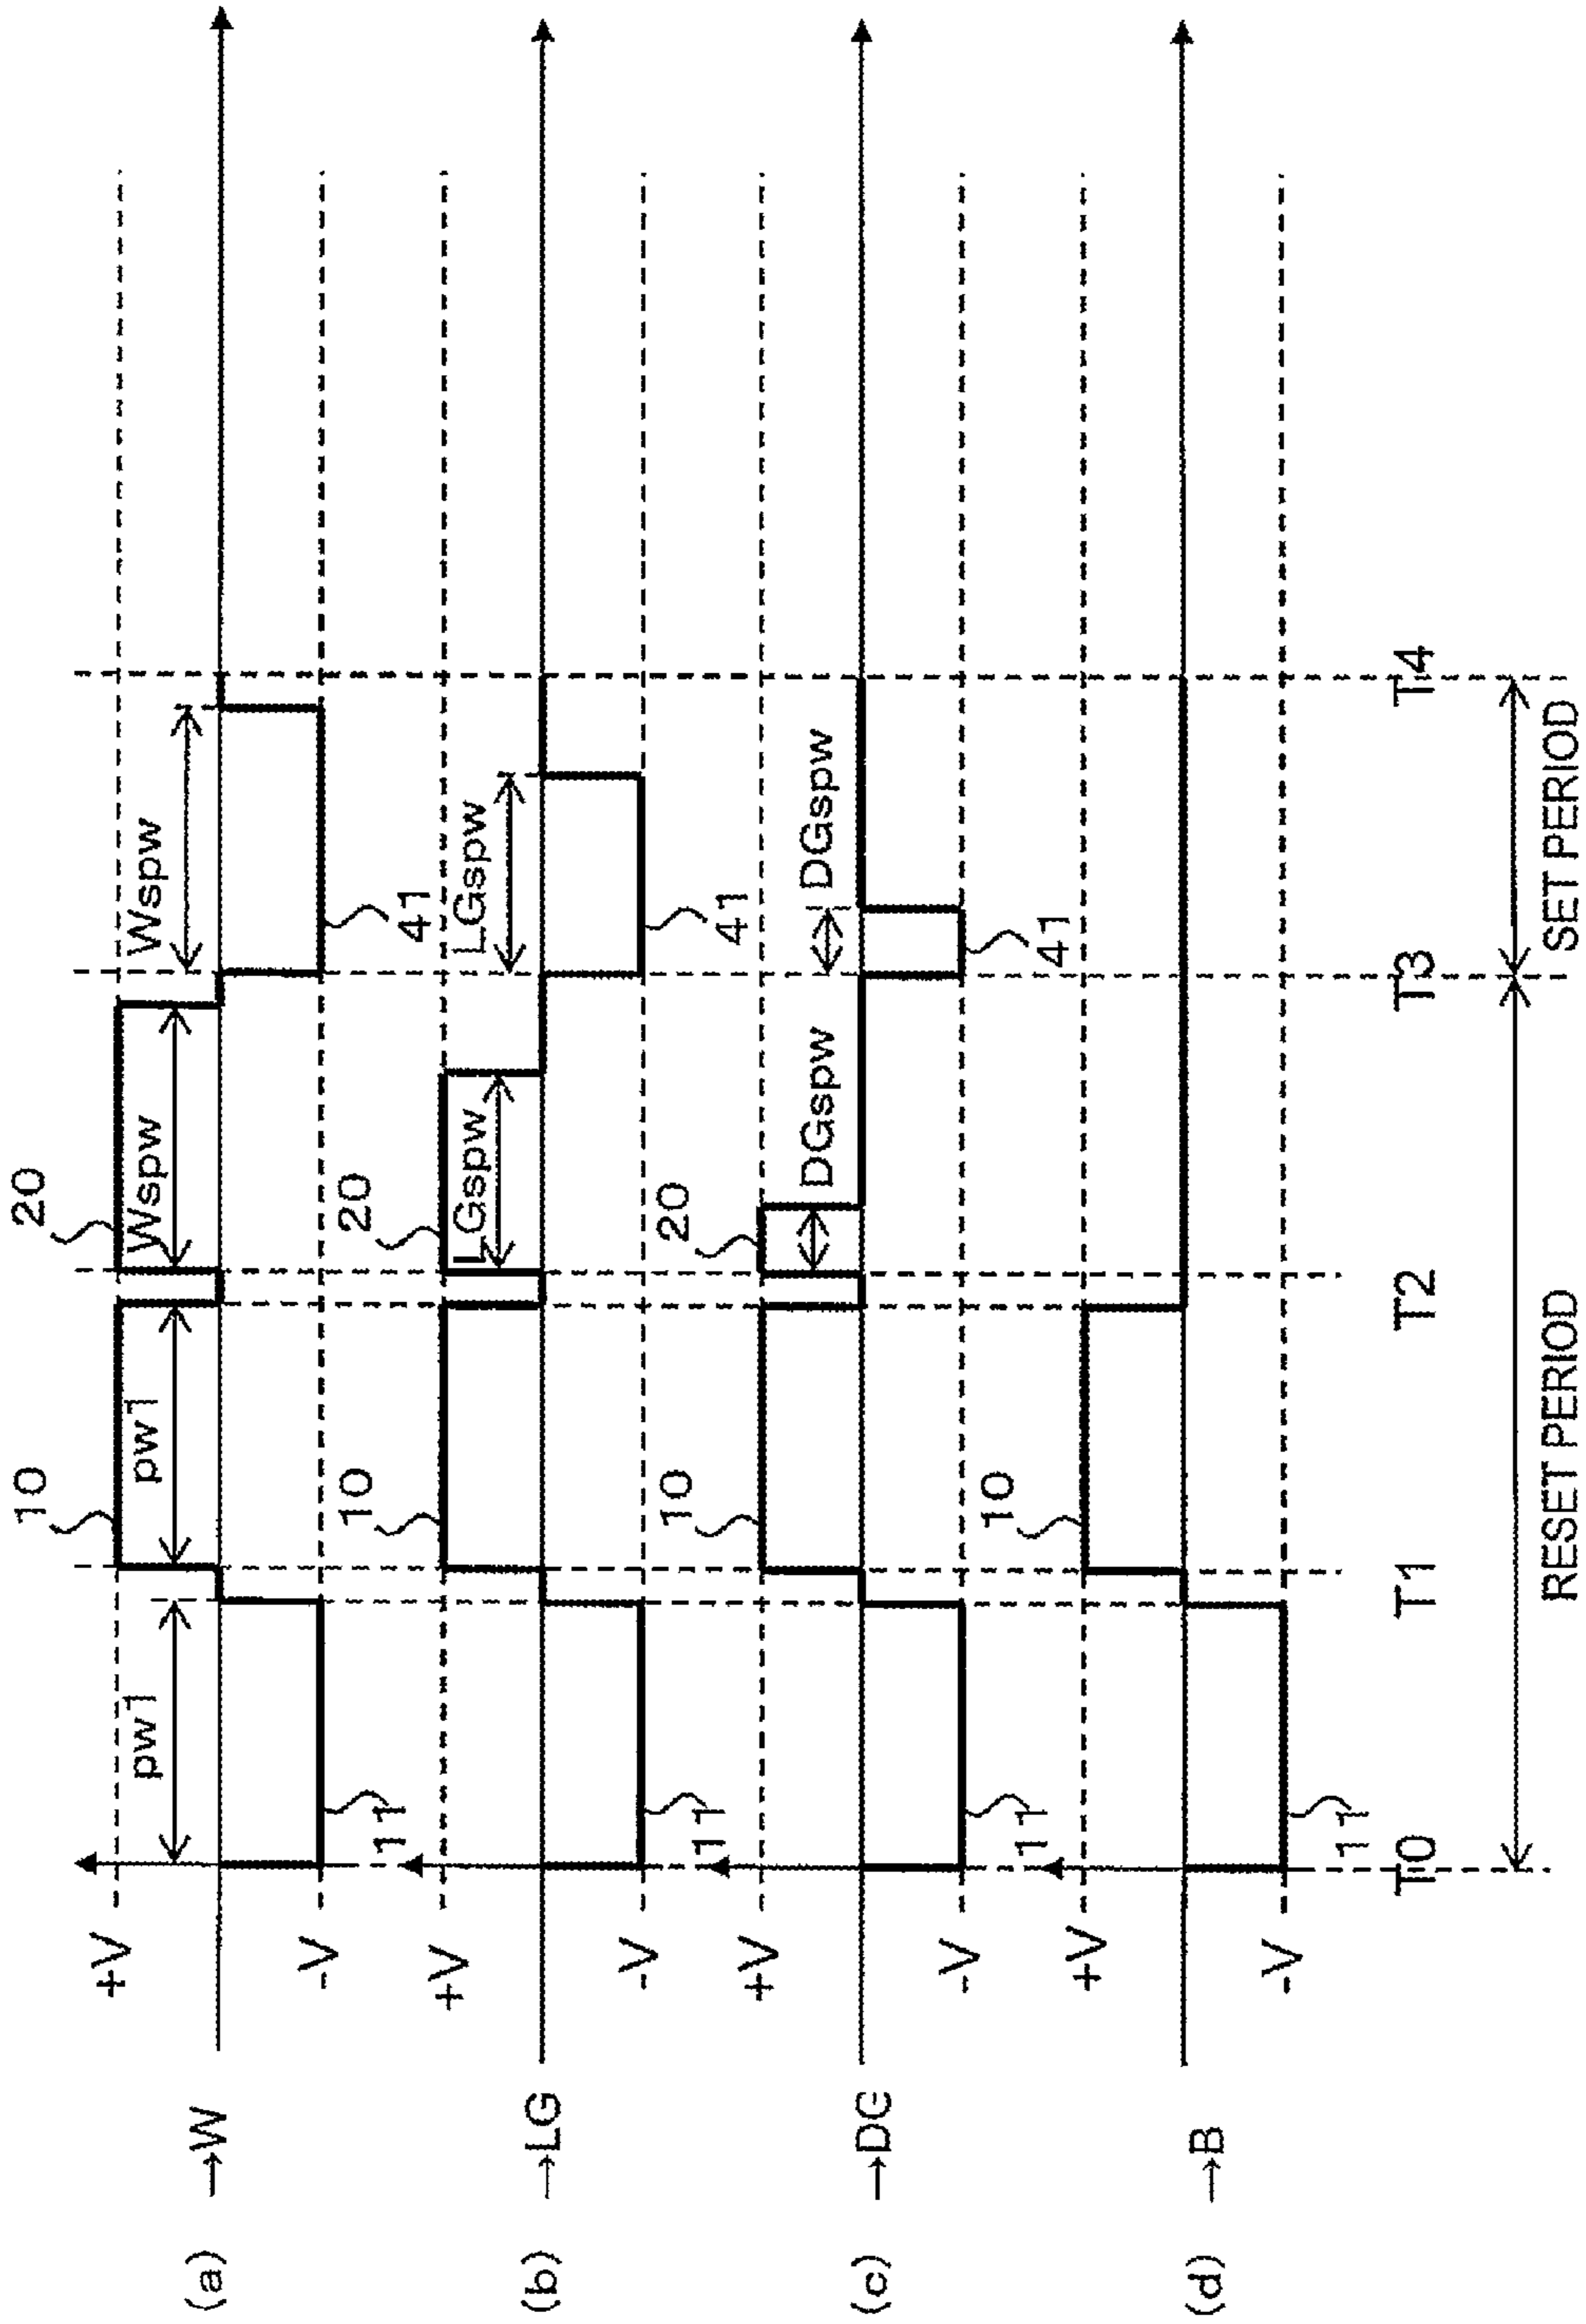 (a) →W
+V
-V
11
pw1
10
pw1
20
Wspw
Wspw
41
(b) →LG
+V
-V
11
10
20
LGspw
LGspw
41
(c) →DG
+V
-V
11
10
20
DGspw
DGspw
41
(d) →B
+V
-V
11
10
T0
T1
T2
T3
T4
RESET PERIOD
SET PERIOD